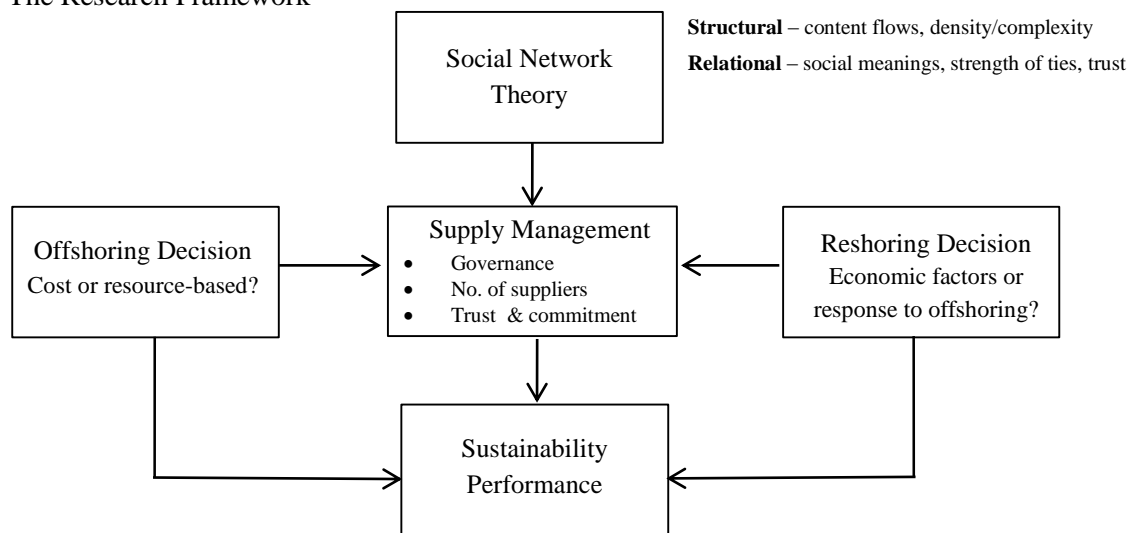 The Research Framework
Structural – content flows, density/complexity
Relational – social meanings, strength of ties, trust
Social Network
Theory
Offshoring Decision
Cost or resource-based?
Supply Management
• Governance
• No. of suppliers
• Trust & commitment
Reshoring Decision
Economic factors or
response to offshoring?
Sustainability
Performance